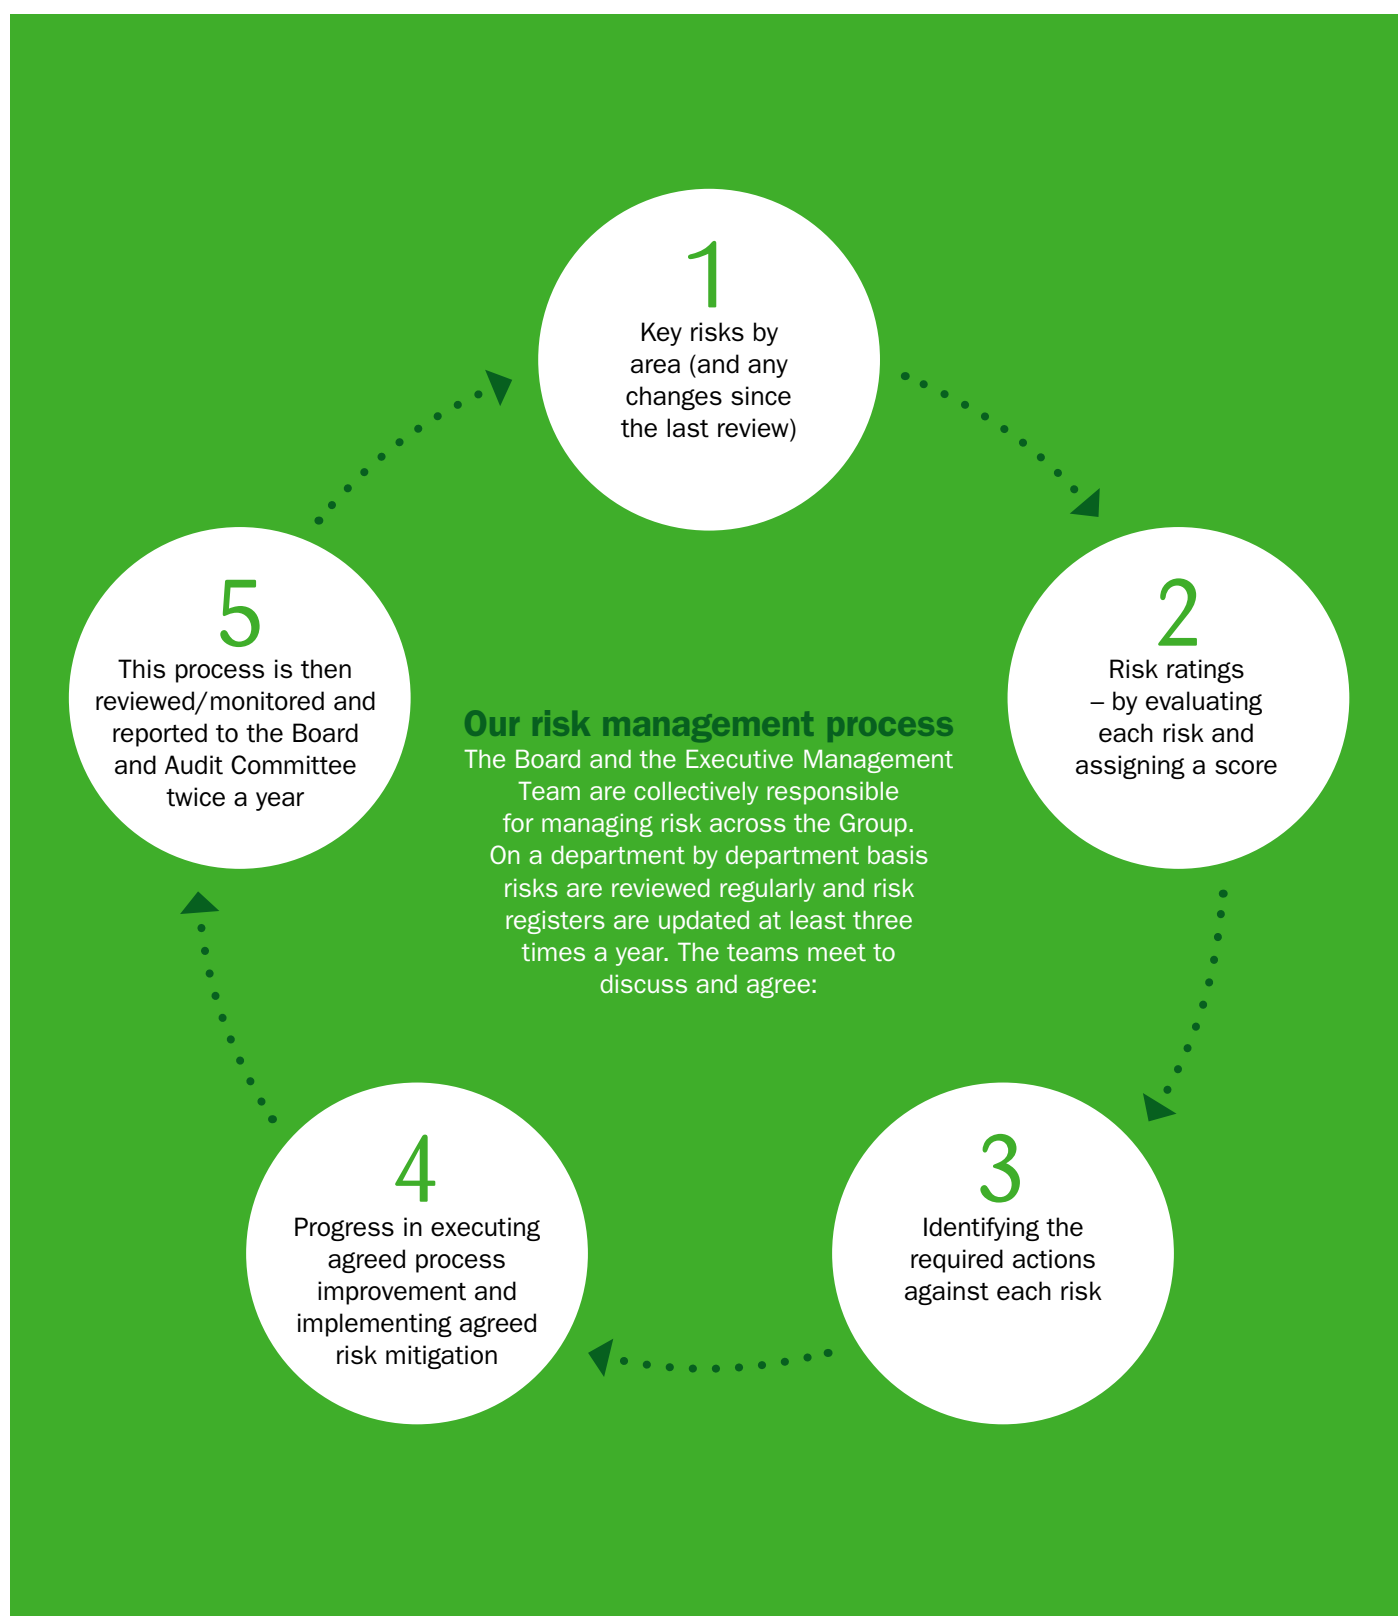 1
Key risks by
area (and any
changes since
the last review)
2
Risk ratings
– by evaluating
each risk and
assigning a score
3
Identifying the
required actions
against each risk
4
Progress in executing
agreed process
improvement and
implementing agreed
risk mitigation
5
This process is then
reviewed/monitored and
reported to the Board
and Audit Committee
twice a year
Our risk management process
The Board and the Executive Management
Team are collectively responsible
for managing risk across the Group.
On a department by department basis
risks are reviewed regularly and risk
registers are updated at least three
times a year. The teams meet to
discuss and agree: